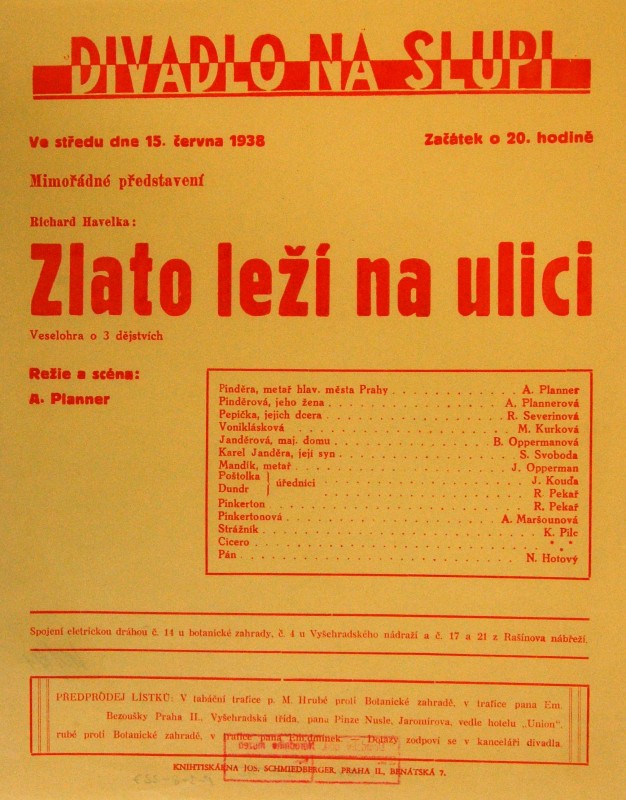 DIVADLO NA SLUPI
Ve středu dne 15. června 1938 Začátek o 20. hodině
Mimořádné představení
Richard Havelka:
Zlato leží na ulici
Veselohra o 3 dějstvích
Režie a scéna:
A. Planner
Pinděra, metař hlav. města Prahy . . . . . . . . . . A. Planner
Pinděrová, jeho žena . . . . . . . . . . A. Plannerová
Pepička, jejich dcera . . . . . . . . . . R. Severinová
Voniklásková . . . . . . . . . . M. Kurková
Janděrová, maj. domu . . . . . . . . . . B. Oppermanová
Karel Janděra, její syn . . . . . . . . . . S. Svoboda
Mandík, metař . . . . . . . . . . J. Opperman
Poštolka úředníci . . . . . . . . . . J. Kouďa
Dundr . . . . . . . . . . R. Pekař
Pinkerton . . . . . . . . . . R. Pekař
Pinkertonová . . . . . . . . . . A. Maršounová
Strážník . . . . . . . . . . K. Pilc
Cicero . . . . . . . . . . * * *
Pán . . . . . . . . . . N. Hotový
Spojení eletrickou dráhou č. 14 u botanické zahrady, č. 4 u Vyšehradského nádraží a č. 17 a 21 z Rašínova nábřeží.
PŘEDPRODEJ LÍSTKŮ: V tabáční trafice p. M. Hrubé proti Botanické zahradě, v trafice pana Em.
Bezoušky Praha II., Vyšehradská třída, pana Pinze Nusle, Jaromírova, vedle hotelu „Union".
rubé proti Botanické zahradě, v trafice pana — Dotazy zodpoví se v kanceláři divadla
KNIHTISKÁRNA JOS. SCHMIEDBERGER, PRAHA II., BENÁTSKÁ 7.